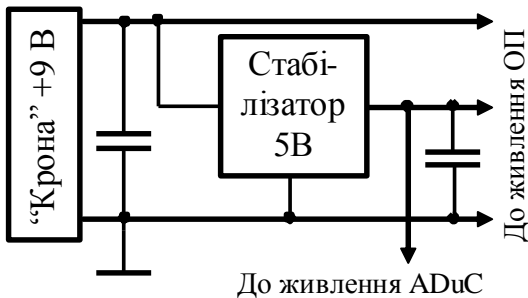 “Крона” +9 В
Стабі-
лізатор
5В
До живлення ОП
До живлення ADuC